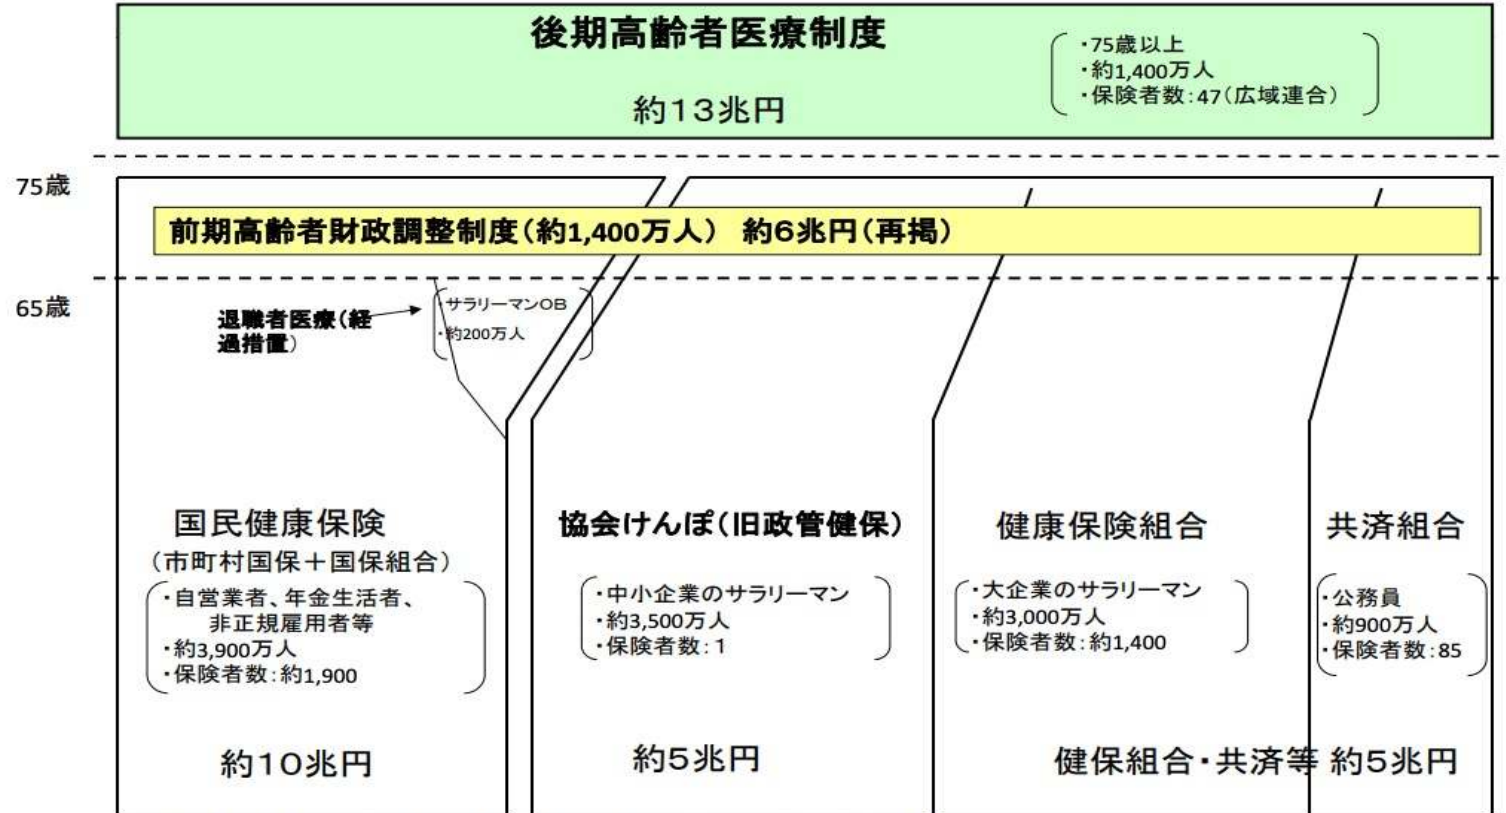 後期高齢者医療制度
約13兆円
・75歳以上
・約1,400万人
・保険者数:47(広域連合)
75歳
前期高齢者財政調整制度(約1,400万人) 約6兆円(再掲)
65歳
退職者医療(経
過措置)
・サラリーマンOB
・約200万人
国民健康保険
(市町村国保+国保組合)
・自営業者、年金生活者、
非正規雇用者等
・約3,900万人
・保険者数:約1,900
約10兆円
協会けんぽ(旧政管健保)
・中小企業のサラリーマン
・約3,500万人
・保険者数:1
約5兆円
健康保険組合
・大企業のサラリーマン
・約3,000万人
・保険者数:約1,400
共済組合
・公務員
・約900万人
・保険者数:85
健保組合・共済等 約5兆円